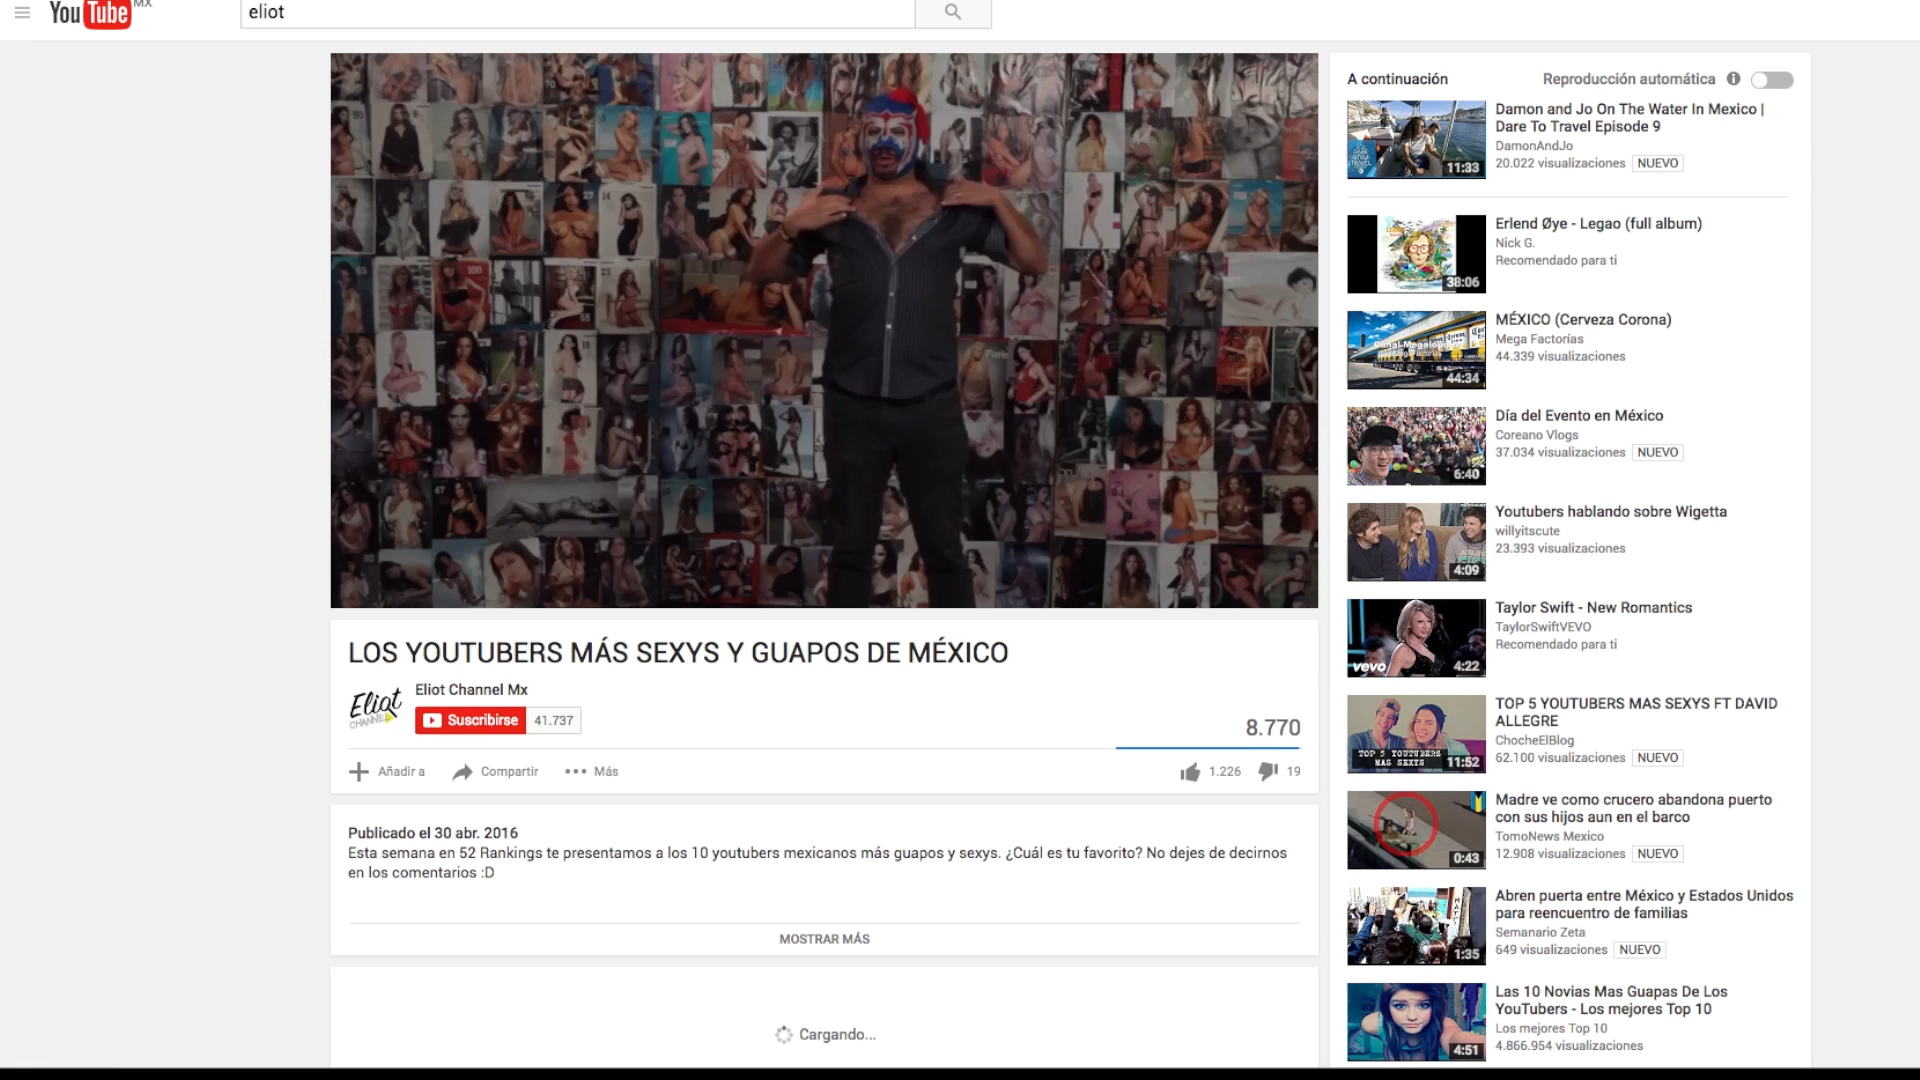 YouTube MX
eliot
LOS YOUTUBERS MÁS SEXYS Y GUAPOS DE MÉXICO
Eliot
CHANNEL
Eliot Channel Mx
Suscribirse 41.737
8.770
Añadir a Compartir Más
1.226 19
Publicado el 30 abr. 2016
Esta semana en 52 Rankings te presentamos a los 10 youtubers mexicanos más guapos y sexys. ¿Cuál es tu favorito? No dejes de decirnos
en los comentarios :D
MOSTRAR MÁS
Cargando...
A continuación
Reproducción automática
11:33
Damon and Jo On The Water In Mexico |
Dare To Travel Episode 9
DamonAndJo
20.022 visualizaciones NUEVO
38:06
Erlend Øye - Legao (full album)
Nick G.
Recomendado para ti
44:34
MÉXICO (Cerveza Corona)
Mega Factorías
44.339 visualizaciones
6:40
Día del Evento en México
Coreano Vlogs
37.034 visualizaciones NUEVO
4:09
Youtubers hablando sobre Wigetta
willyitscute
23.393 visualizaciones
vevo
4:22
Taylor Swift - New Romantics
TaylorSwiftVEVO
Recomendado para ti
TOP 5 YOUTUBERS
MAS SEXYS
11:52
TOP 5 YOUTUBERS MAS SEXYS FT DAVID
ALLEGRE
ChocheElBlog
62.100 visualizaciones NUEVO
0:43
Madre ve como crucero abandona puerto
con sus hijos aun en el barco
TomoNews Mexico
12.908 visualizaciones NUEVO
1:35
Abren puerta entre México y Estados Unidos
para reencuentro de familias
Semanario Zeta
649 visualizaciones NUEVO
4:51
Las 10 Novias Mas Guapas De Los
YouTubers - Los mejores Top 10
Los mejores Top 10
4.866.954 visualizaciones